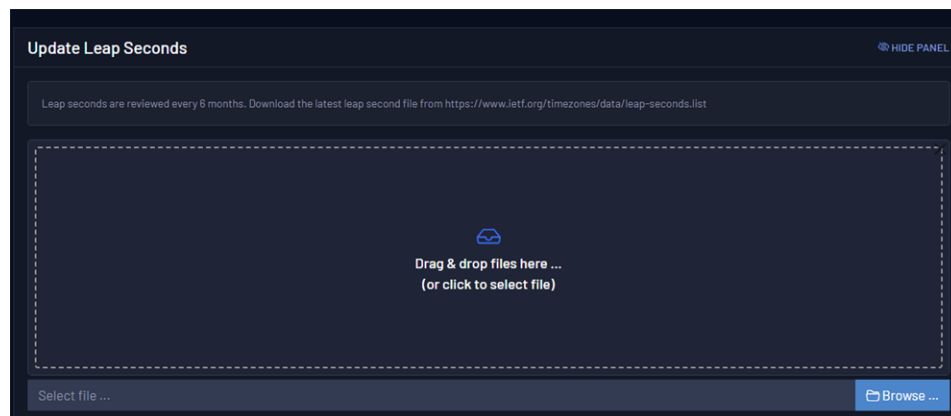 Update Leap Seconds
HIDE PANEL
Leap seconds are reviewed every 6 months. Download the latest leap second file from https://www.ietf.org/timezones/data/leap-seconds.list
Drag & drop files here ...
(or click to select file)
Select file ...
Browse ...